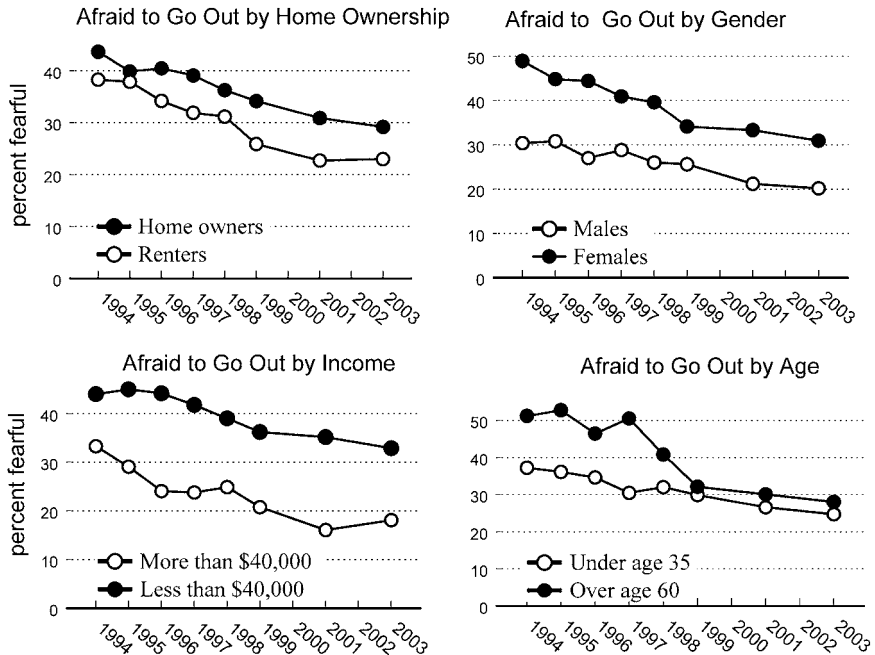 Afraid to Go Out by Home Ownership
percent fearful
40
30
20
10
0
Home owners
Renters
1994 1995 1996 1997 1998 1999 2000 2001 2002 2003
Afraid to Go Out by Gender
50
40
30
20
10
0
Males
Females
1994 1995 1996 1997 1998 1999 2000 2001 2002 2003
Afraid to Go Out by Income
percent fearful
40
30
20
10
0
More than $40,000
Less than $40,000
1994 1995 1996 1997 1998 1999 2000 2001 2002 2003
Afraid to Go Out by Age
50
40
30
20
10
0
Under age 35
Over age 60
1994 1995 1996 1997 1998 1999 2000 2001 2002 2003